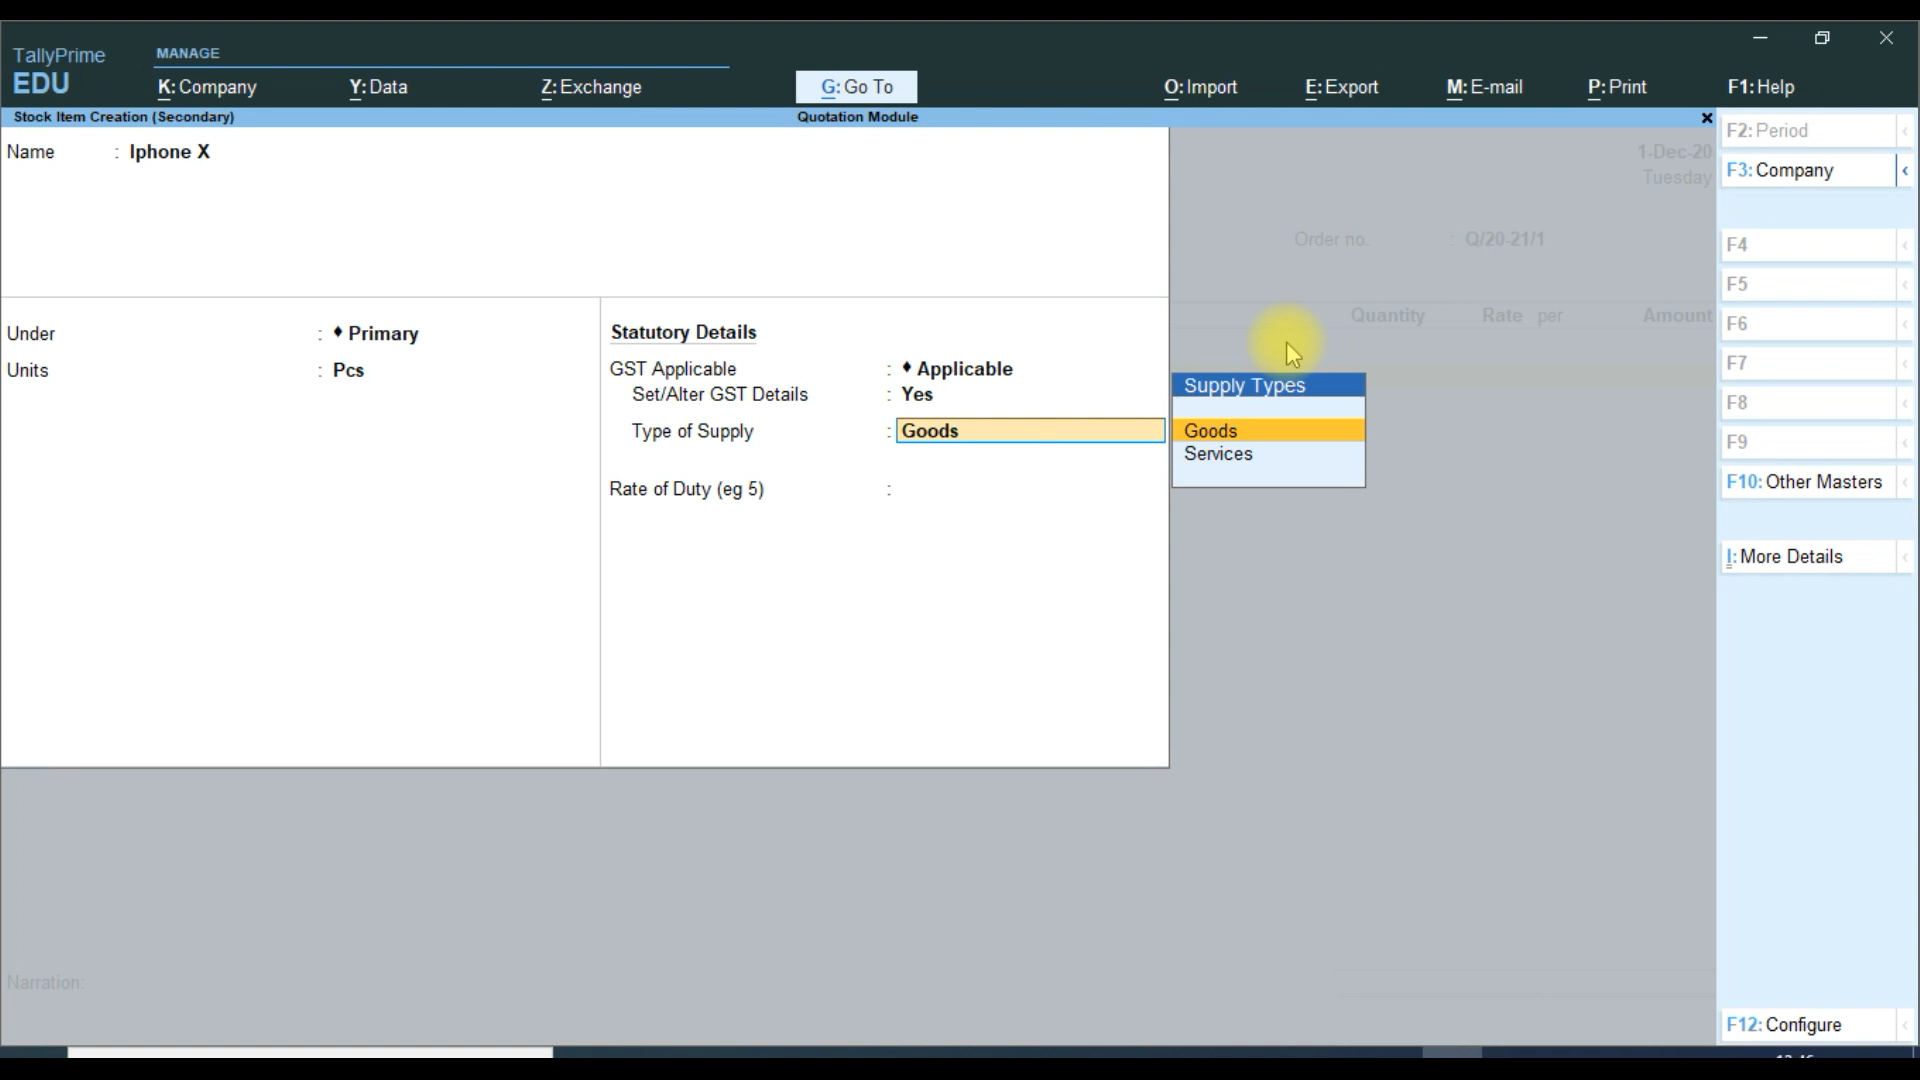 TallyPrime
EDU
MANAGE
K: Company
Y: Data
Z: Exchange
G: Go To
O: Import
E: Export
M: E-mail
P: Print
F1: Help
Stock Item Creation (Secondary)
Quotation Module
Name : Iphone X
1-Dec-20
Tuesday
Order no. : Q/20-21/1
Quantity Rate per Amount
Under : ♦ Primary
Units : Pcs
Statutory Details
GST Applicable : ♦ Applicable
Set/Alter GST Details : Yes
Type of Supply : Goods
Rate of Duty (eg 5) :
Supply Types
Goods
Services
Narration:
F2: Period
F3: Company
F4
F5
F6
F7
F8
F9
F10: Other Masters
I: More Details
F12: Configure